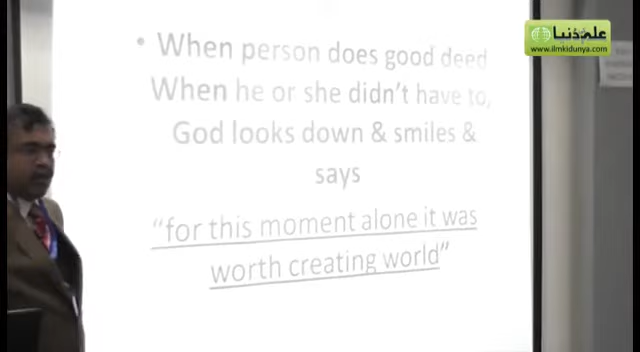 علم کی دنیا
www.ilmkidunya.com
• When person does good deed
When he or she didn't have to,
God looks down & smiles &
says
"for this moment alone it was
worth creating world"